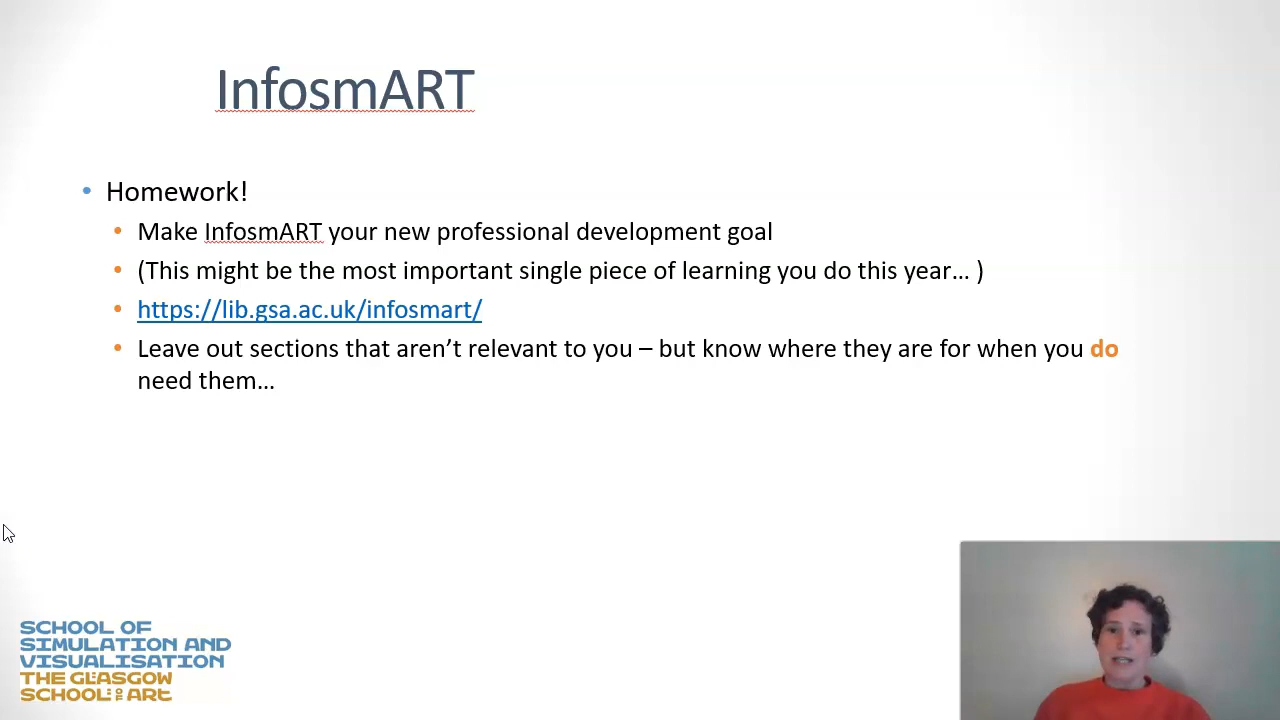 InfosmART
• Homework!
• Make InfosmART your new professional development goal
• (This might be the most important single piece of learning you do this year… )
• https://lib.gsa.ac.uk/infosmart/
• Leave out sections that aren’t relevant to you – but know where they are for when you do
need them…
SCHOOL OF
SIMULATION AND
VISUALISATION
THE GLASGOW
SCHOOL OF ART